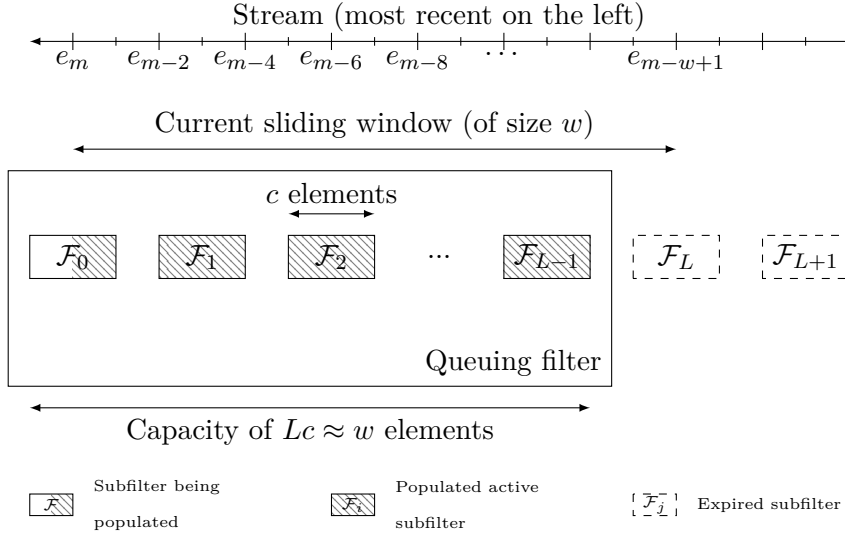 Stream (most recent on the left)
e_m e_{m−2} e_{m−4} e_{m−6} e_{m−8} ⋯ e_{m−w+1}
Current sliding window (of size w)
c elements
ℱ_0 ℱ_1 ℱ_2 ... ℱ_{L−1} ℱ_L ℱ_{L+1}
Queuing filter
Capacity of Lc ≈ w elements
ℱ Subfilter being populated
ℱ_i Populated active subfilter
ℱ_j Expired subfilter